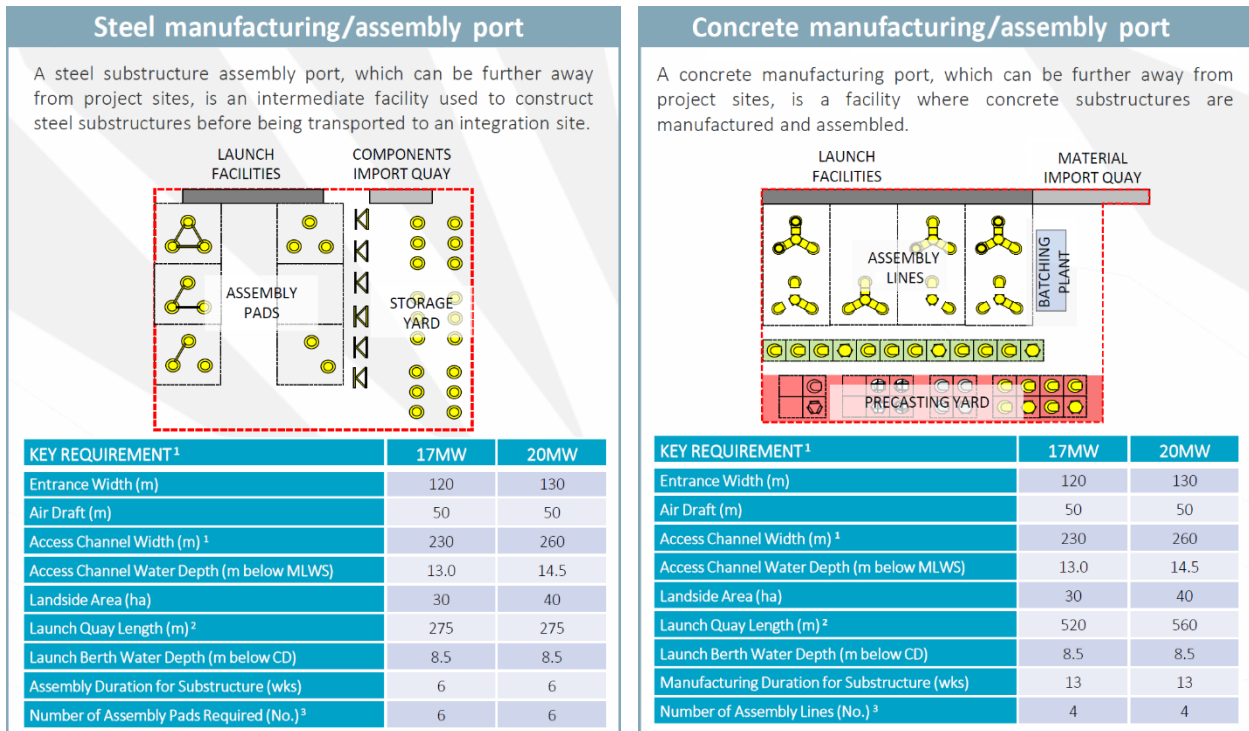 Steel manufacturing/assembly port
A steel substructure assembly port, which can be further away
from project sites, is an intermediate facility used to construct
steel substructures before being transported to an integration site.
LAUNCH
FACILITIES
COMPONENTS
IMPORT QUAY
ASSEMBLY
PADS
STORAGE
YARD
KEY REQUIREMENT ¹ 17MW 20MW
Entrance Width (m) 120 130
Air Draft (m) 50 50
Access Channel Width (m) ¹ 230 260
Access Channel Water Depth (m below MLWS) 13.0 14.5
Landside Area (ha) 30 40
Launch Quay Length (m) ² 275 275
Launch Berth Water Depth (m below CD) 8.5 8.5
Assembly Duration for Substructure (wks) 6 6
Number of Assembly Pads Required (No.) ³ 6 6
Concrete manufacturing/assembly port
A concrete manufacturing port, which can be further away from
project sites, is a facility where concrete substructures are
manufactured and assembled.
LAUNCH
FACILITIES
MATERIAL
IMPORT QUAY
ASSEMBLY
LINES
BATCHING
PLANT
PRECASTING YARD
KEY REQUIREMENT ¹ 17MW 20MW
Entrance Width (m) 120 130
Air Draft (m) 50 50
Access Channel Width (m) ¹ 230 260
Access Channel Water Depth (m below MLWS) 13.0 14.5
Landside Area (ha) 30 40
Launch Quay Length (m) ² 520 560
Launch Berth Water Depth (m below CD) 8.5 8.5
Manufacturing Duration for Substructure (wks) 13 13
Number of Assembly Lines (No.) ³ 4 4